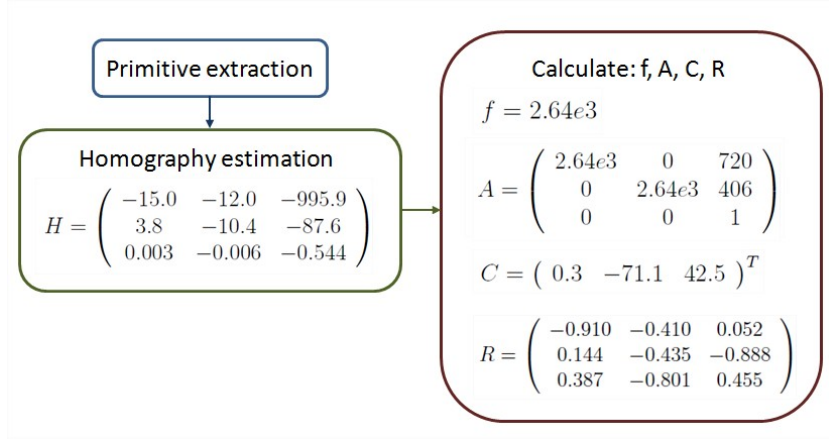 Primitive extraction
Homography estimation
H = ( −15.0 −12.0 −995.9
3.8 −10.4 −87.6
0.003 −0.006 −0.544 )
Calculate: f, A, C, R
f = 2.64e3
A = ( 2.64e3 0 720
0 2.64e3 406
0 0 1 )
C = ( 0.3 −71.1 42.5 )^T
R = ( −0.910 −0.410 0.052
0.144 −0.435 −0.888
0.387 −0.801 0.455 )